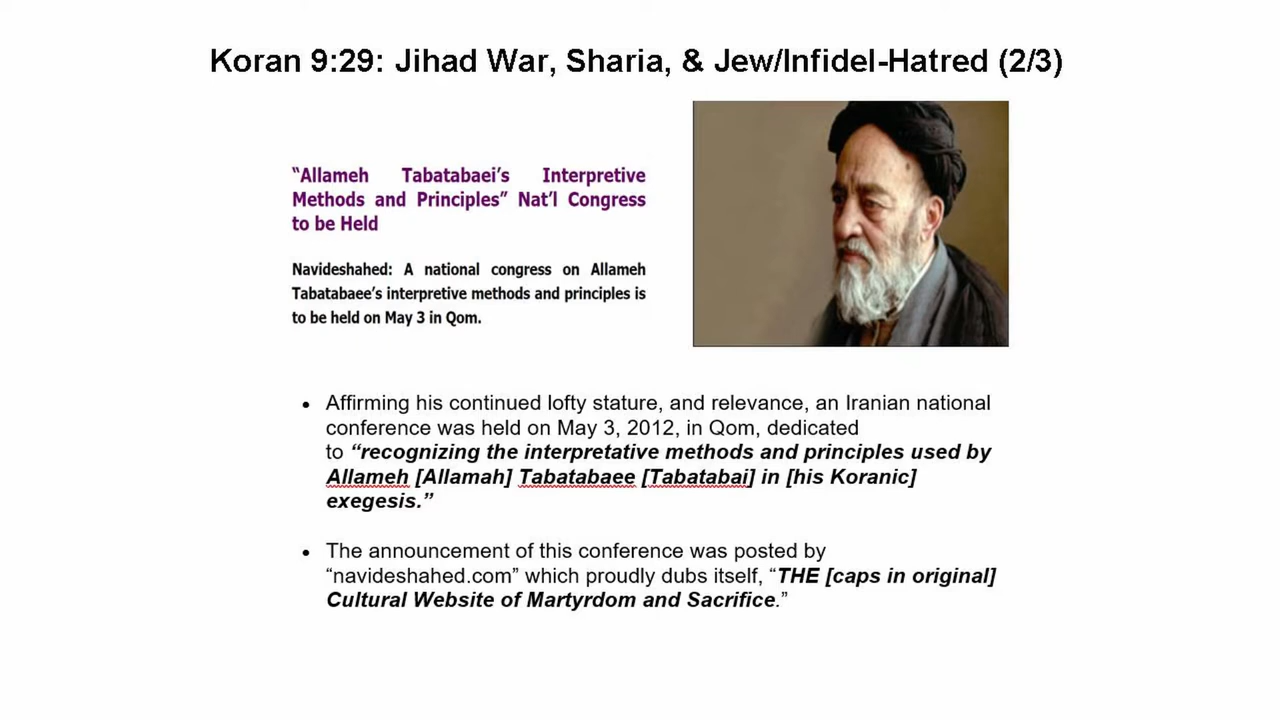 Koran 9:29: Jihad War, Sharia, & Jew/Infidel-Hatred (2/3)
“Allameh Tabatabaei’s Interpretive
Methods and Principles” Nat’l Congress
to be Held
Navideshahed: A national congress on Allameh
Tabatabaee’s interpretive methods and principles is
to be held on May 3 in Qom.
• Affirming his continued lofty stature, and relevance, an Iranian national
conference was held on May 3, 2012, in Qom, dedicated
to “recognizing the interpretative methods and principles used by
Allameh [Allamah] Tabatabaee [Tabatabai] in [his Koranic]
exegesis.”
• The announcement of this conference was posted by
“navideshahed.com” which proudly dubs itself, “THE [caps in original]
Cultural Website of Martyrdom and Sacrifice.”